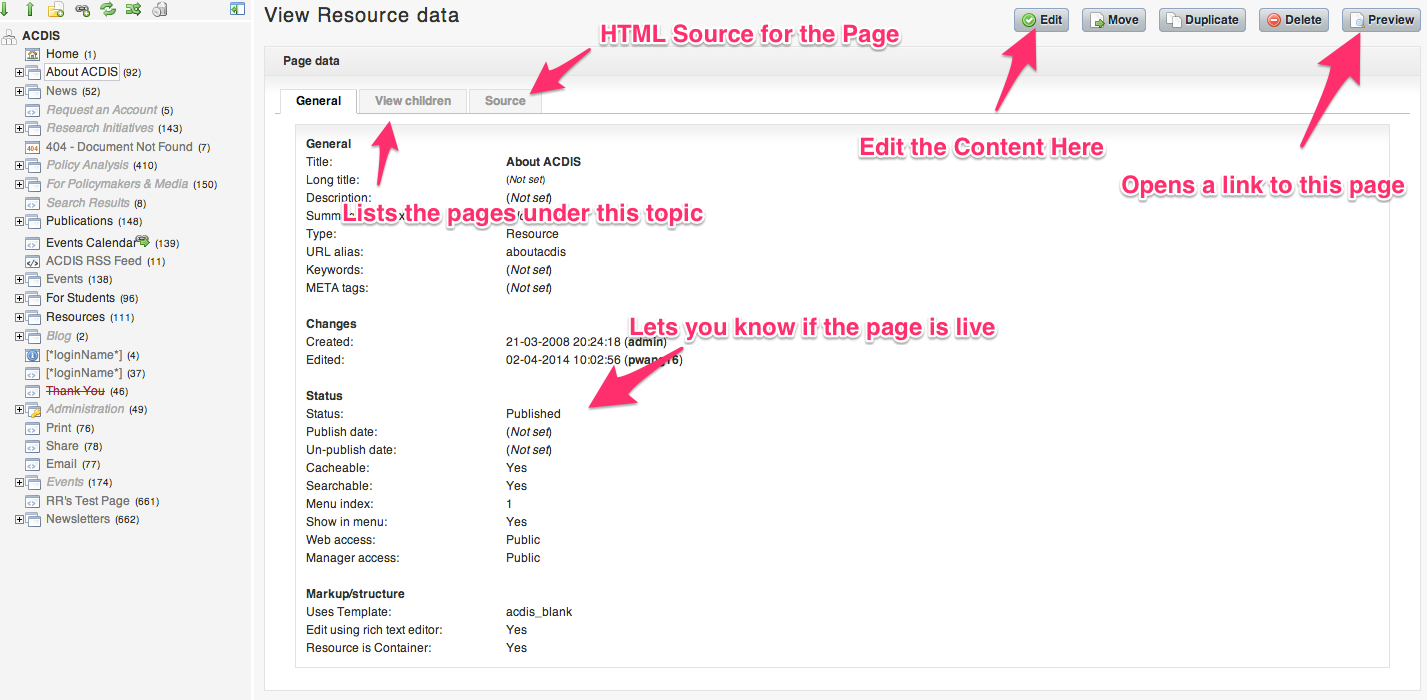 View Resource data
Edit
Move
Duplicate
Delete
Preview
HTML Source for the Page
ACDIS
Home (1)
About ACDIS (92)
News (52)
Request an Account (5)
Research Initiatives (143)
404 404 - Document Not Found (7)
Policy Analysis (410)
For Policymakers & Media (150)
Search Results (8)
Publications (148)
Events Calendar (139)
ACDIS RSS Feed (11)
Events (138)
For Students (96)
Resources (111)
Blog (2)
[*loginName*] (4)
[*loginName*] (37)
Thank You (46)
Administration (49)
Print (76)
Share (78)
Email (77)
Events (174)
RR's Test Page (661)
Newsletters (662)
Page data
General
View children
Source
Edit the Content Here
Opens a link to this page
General
Title: About ACDIS
Long title: (Not set)
Description: (Not set)
Lists the pages under this topic
Type: Resource
URL alias: aboutacdis
Keywords: (Not set)
META tags: (Not set)
Changes
Lets you know if the page is live
Created: 21-03-2008 20:24:18 (admin)
Edited: 02-04-2014 10:02:56 (pwang16)
Status
Status: Published
Publish date: (Not set)
Un-publish date: (Not set)
Cacheable: Yes
Searchable: Yes
Menu index: 1
Show in menu: Yes
Web access: Public
Manager access: Public
Markup/structure
Uses Template: acdis_blank
Edit using rich text editor: Yes
Resource is Container: Yes